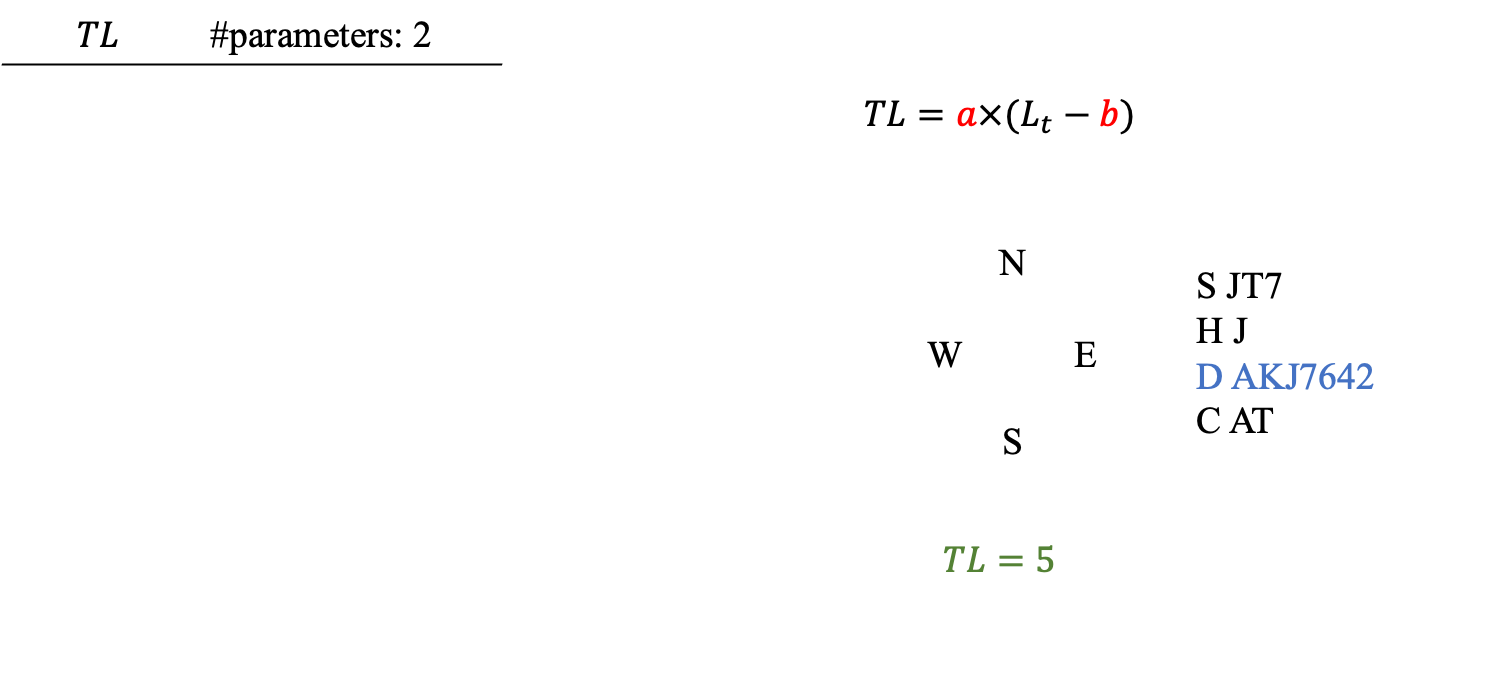 TL #parameters: 2
TL = a×(Lₜ − b)
N
S JT7
H J
W E
D AKJ7642
C AT
S
TL = 5